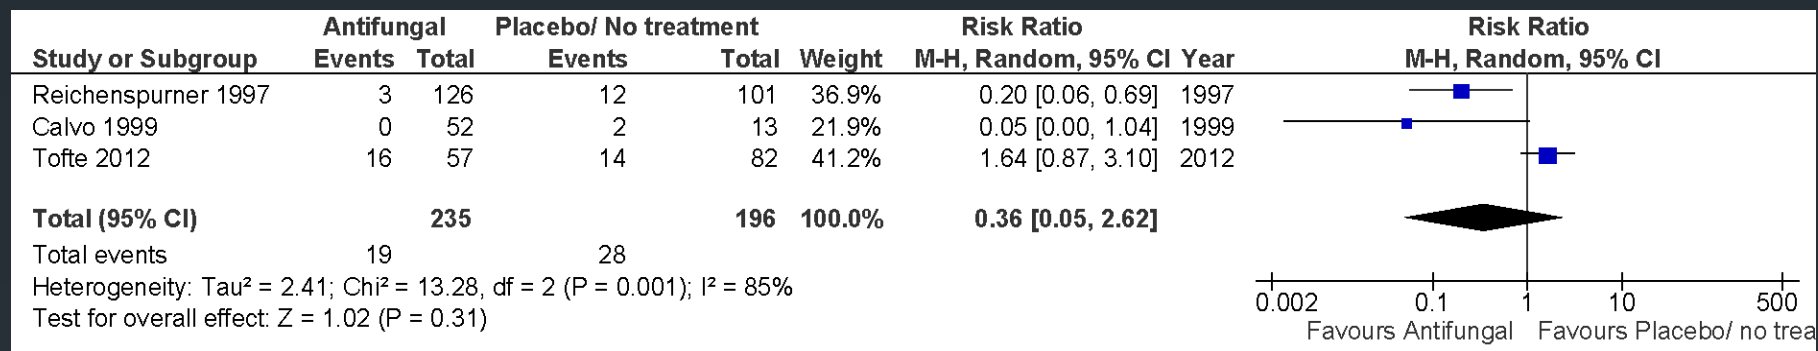 Antifungal Placebo/ No treatment Risk Ratio Risk Ratio
Study or Subgroup Events Total Events Total Weight M-H, Random, 95% CI Year M-H, Random, 95% CI
Reichenspurner 1997 3 126 12 101 36.9% 0.20 [0.06, 0.69] 1997
Calvo 1999 0 52 2 13 21.9% 0.05 [0.00, 1.04] 1999
Tofte 2012 16 57 14 82 41.2% 1.64 [0.87, 3.10] 2012
Total (95% CI) 235 196 100.0% 0.36 [0.05, 2.62]
Total events 19 28
Heterogeneity: Tau² = 2.41; Chi² = 13.28, df = 2 (P = 0.001); I² = 85%
Test for overall effect: Z = 1.02 (P = 0.31)
0.002 0.1 1 10 500
Favours Antifungal Favours Placebo/ no trea